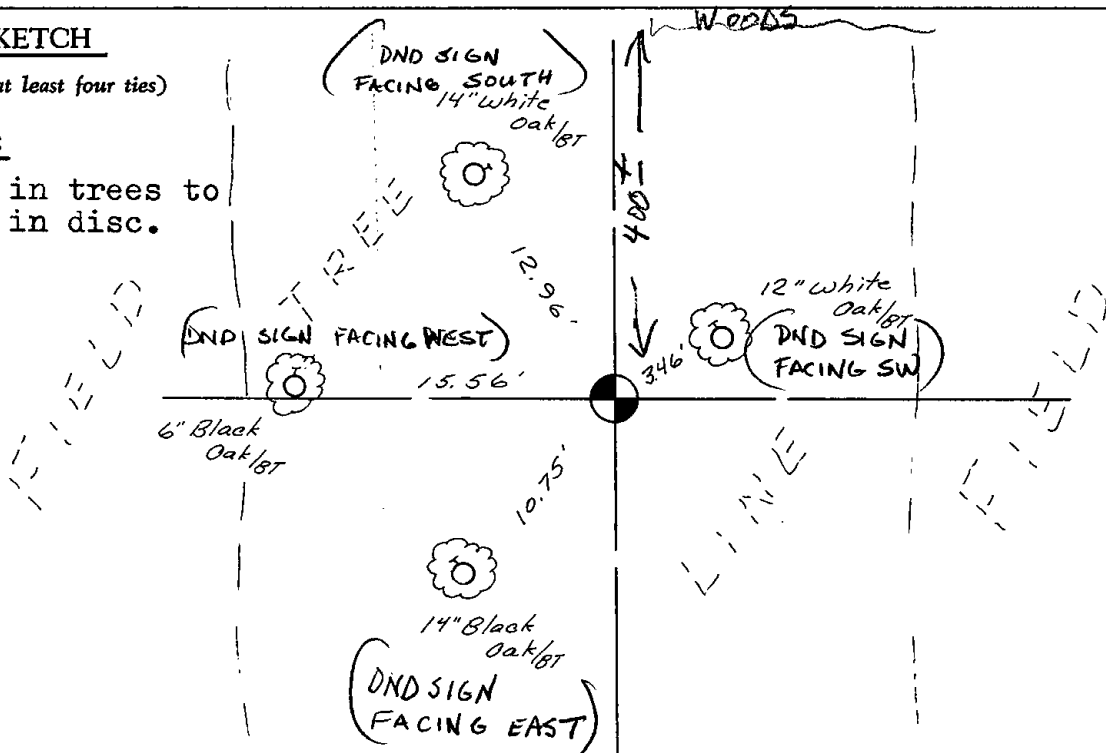 KETCH
at least four ties)
in trees to
in disc.
WOODS
(DND SIGN
FACING SOUTH)
14" White
Oak/BT
400 ±
12.96'
TREE
FIELD
12" White
Oak/BT
(DND SIGN
FACING SW)
3.46'
(DND SIGN FACING WEST)
15.56'
6" Black
Oak/BT
10.75'
LINE
FIELD
14" Black
Oak/BT
(DND SIGN
FACING EAST)